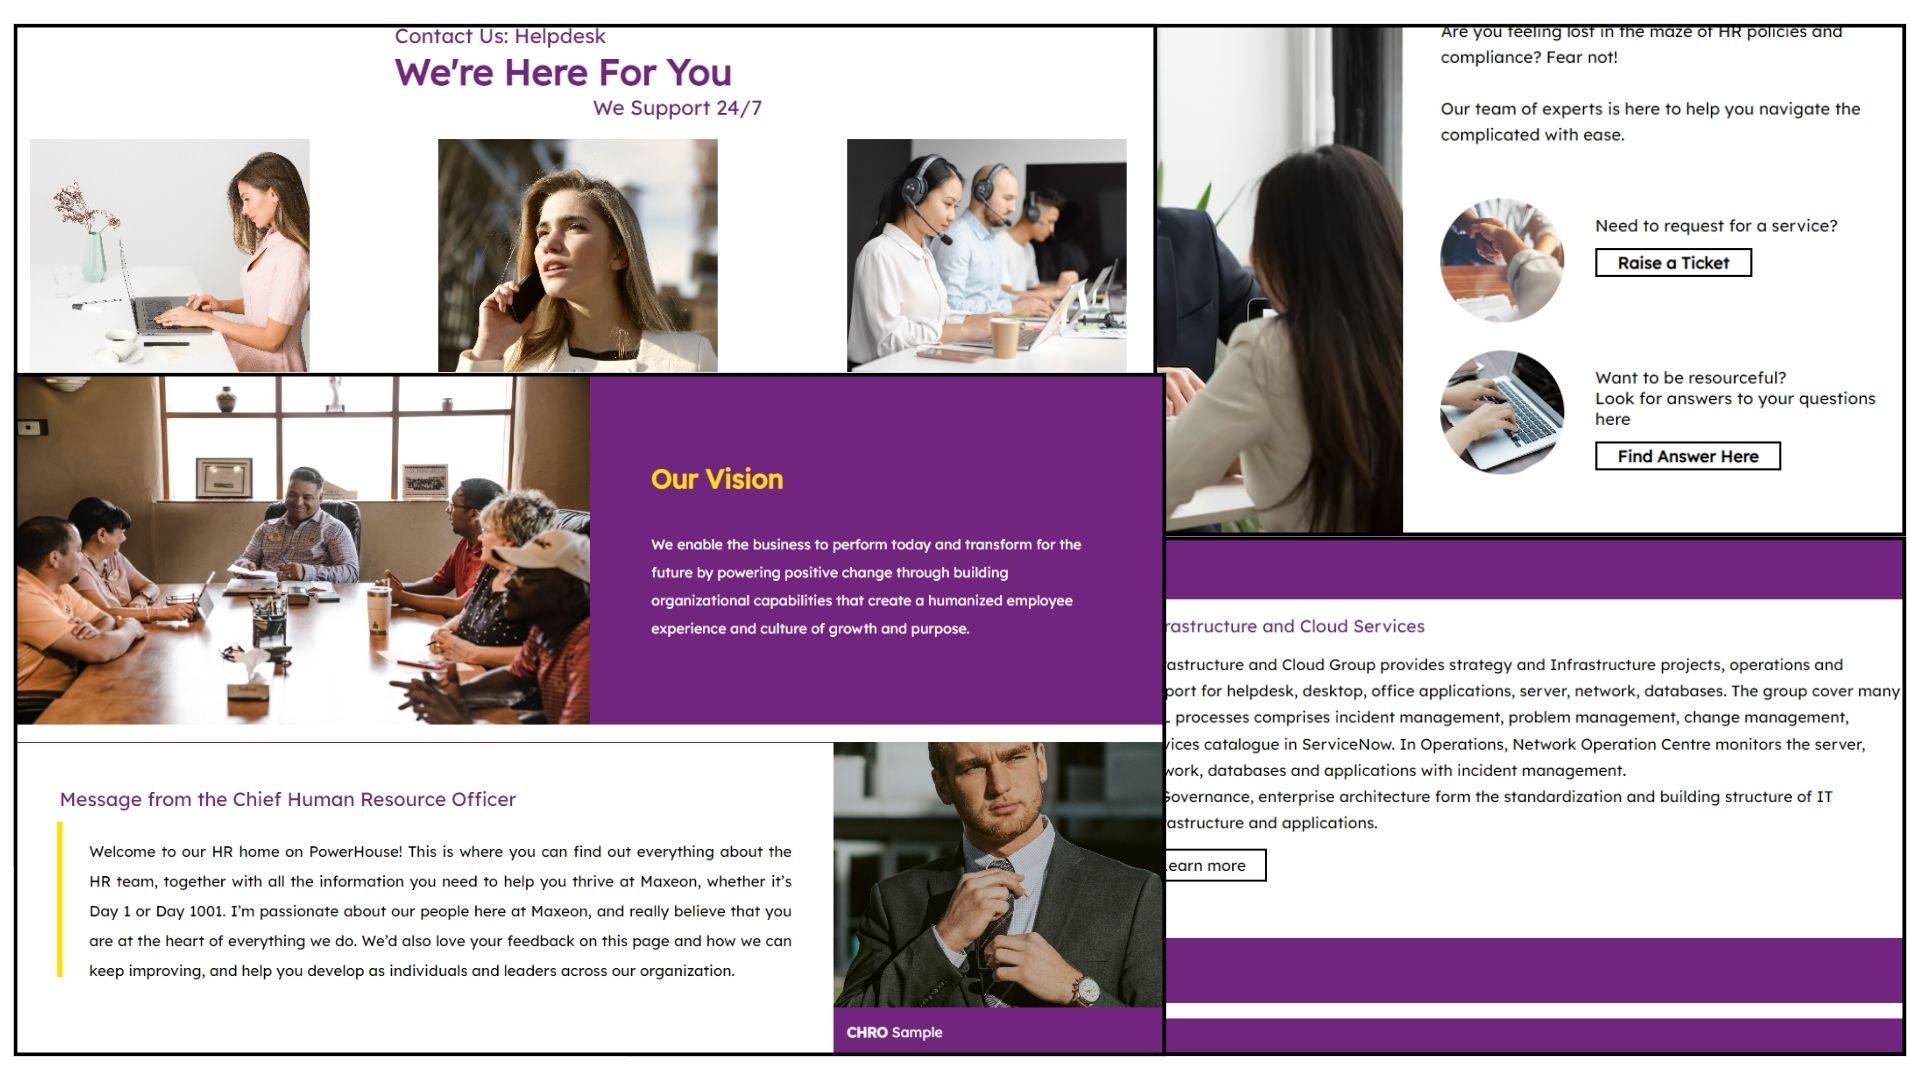 Contact Us: Helpdesk
We're Here For You
We Support 24/7
Are you feeling lost in the maze of HR policies and
compliance? Fear not!
Our team of experts is here to help you navigate the
complicated with ease.
Need to request for a service?
Raise a Ticket
Want to be resourceful?
Look for answers to your questions
here
Find Answer Here
Our Vision
We enable the business to perform today and transform for the
future by powering positive change through building
organizational capabilities that create a humanized employee
experience and culture of growth and purpose.
Message from the Chief Human Resource Officer
Welcome to our HR home on PowerHouse! This is where you can find out everything about the
HR team, together with all the information you need to help you thrive at Maxeon, whether it’s
Day 1 or Day 1001. I’m passionate about our people here at Maxeon, and really believe that you
are at the heart of everything we do. We’d also love your feedback on this page and how we can
keep improving, and help you develop as individuals and leaders across our organization.
CHRO Sample
rastructure and Cloud Services
astructure and Cloud Group provides strategy and Infrastructure projects, operations and
port for helpdesk, desktop, office applications, server, network, databases. The group cover many
processes comprises incident management, problem management, change management,
vices catalogue in ServiceNow. In Operations, Network Operation Centre monitors the server,
work, databases and applications with incident management.
Governance, enterprise architecture form the standardization and building structure of IT
astructure and applications.
Learn more